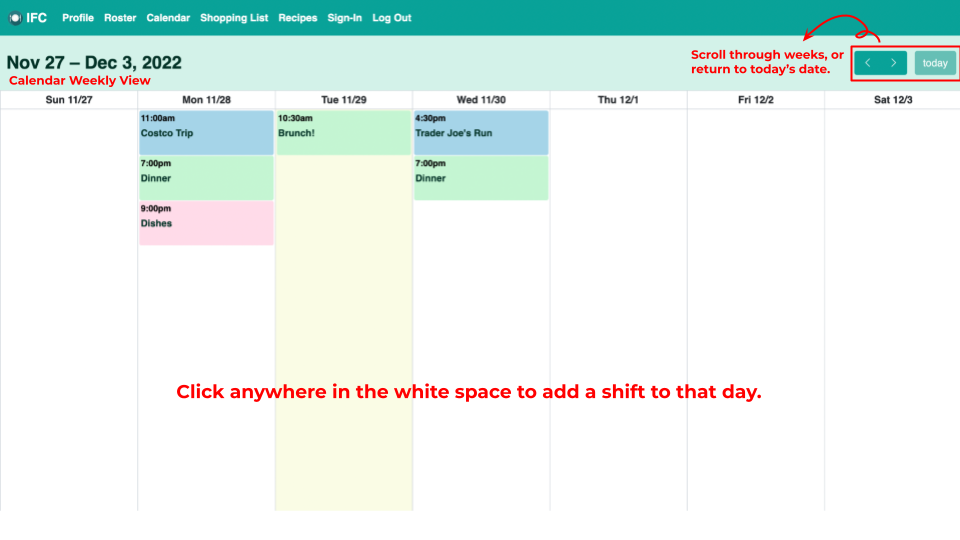 IFC Profile Roster Calendar Shopping List Recipes Sign-In Log Out
Nov 27 – Dec 3, 2022
Calendar Weekly View
Scroll through weeks, or
return to today's date.
< > today
Sun 11/27 Mon 11/28 Tue 11/29 Wed 11/30 Thu 12/1 Fri 12/2 Sat 12/3
11:00am
Costco Trip
7:00pm
Dinner
9:00pm
Dishes
10:30am
Brunch!
4:30pm
Trader Joe's Run
7:00pm
Dinner
Click anywhere in the white space to add a shift to that day.